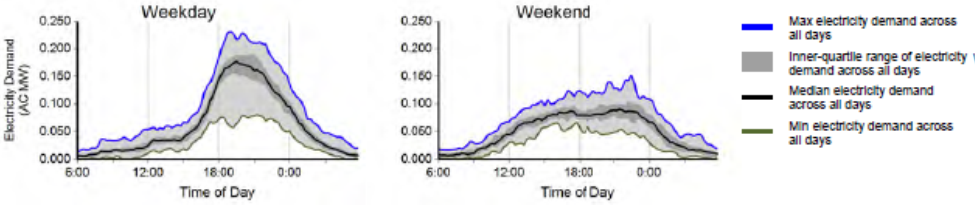 Weekday
Electricity Demand
(AC MW)
0.250
0.200
0.150
0.100
0.050
0.000
6:00 12:00 18:00 0:00
Time of Day
Weekend
0.250
0.200
0.150
0.100
0.050
0.000
6:00 12:00 18:00 0:00
Time of Day
Max electricity demand across
all days
Inner-quartile range of electricity
demand across all days
Median electricity demand
across all days
Min electricity demand across
all days